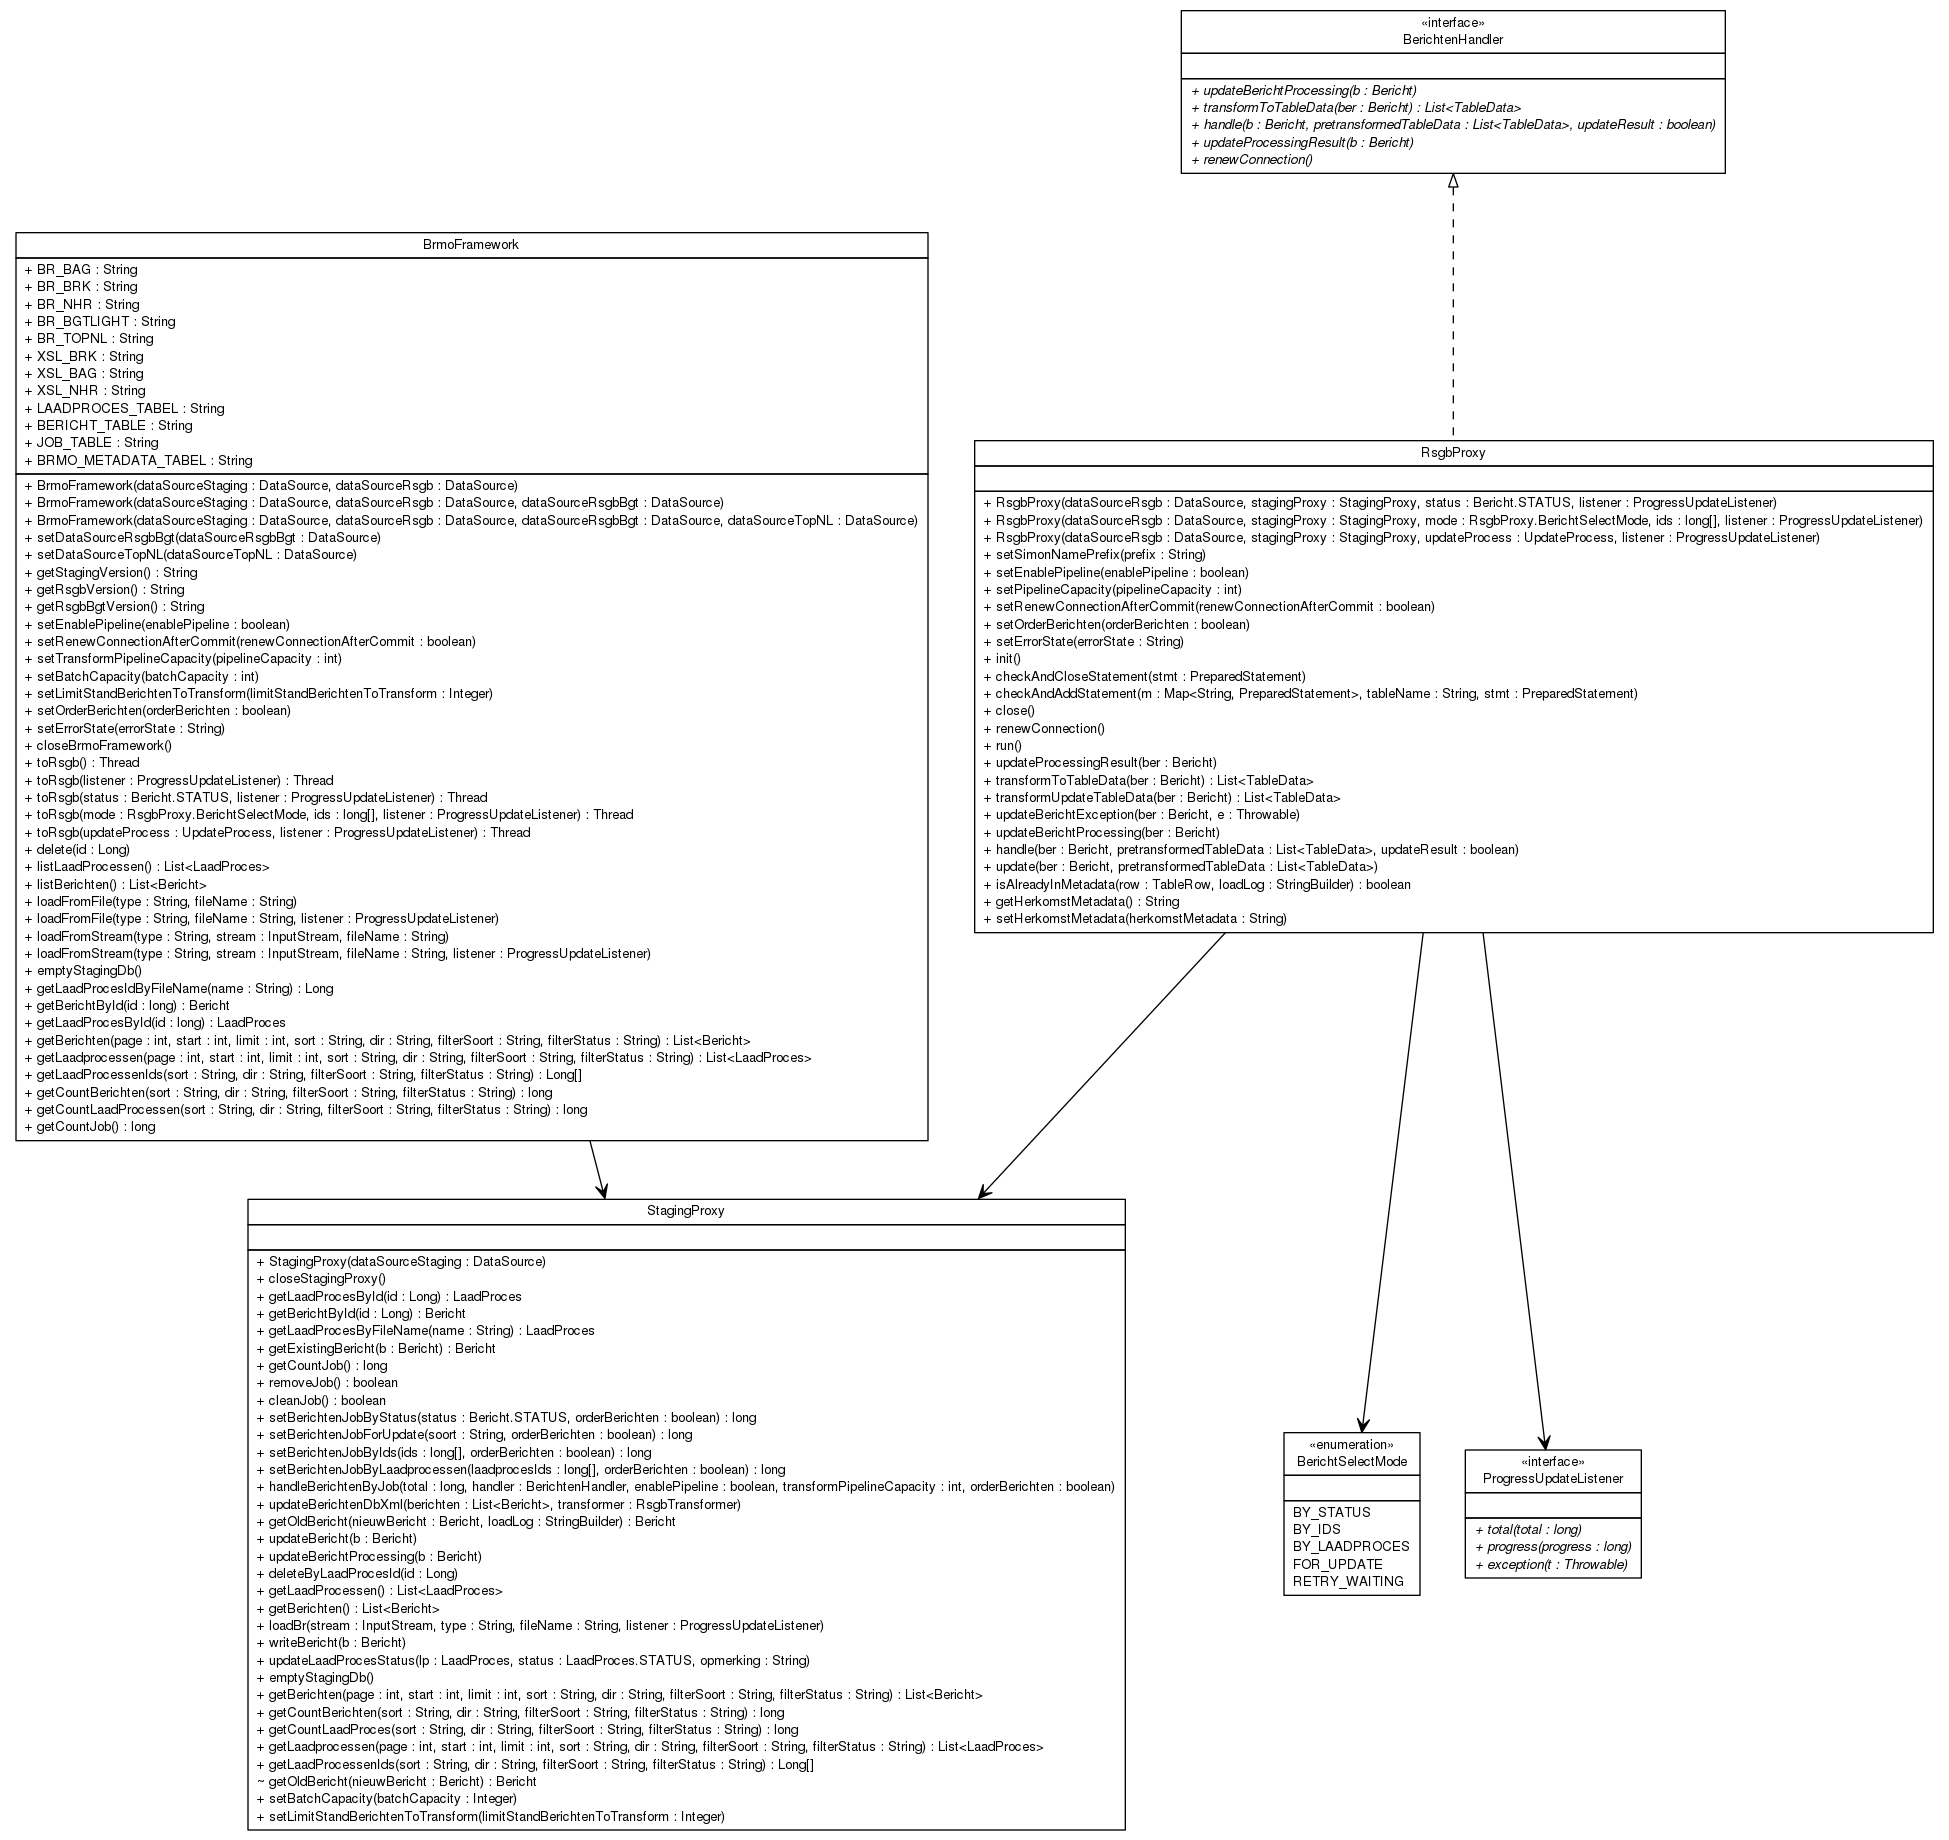 «interface»
BerichtenHandler
+ updateBerichtProcessing(b : Bericht)
+ transformToTableData(ber : Bericht) : List<TableData>
+ handle(b : Bericht, pretransformedTableData : List<TableData>, updateResult : boolean)
+ updateProcessingResult(b : Bericht)
+ renewConnection()
BrmoFramework
+ BR_BAG : String
+ BR_BRK : String
+ BR_NHR : String
+ BR_BGTLIGHT : String
+ BR_TOPNL : String
+ XSL_BRK : String
+ XSL_BAG : String
+ XSL_NHR : String
+ LAADPROCES_TABEL : String
+ BERICHT_TABLE : String
+ JOB_TABLE : String
+ BRMO_METADATA_TABEL : String
+ BrmoFramework(dataSourceStaging : DataSource, dataSourceRsgb : DataSource)
+ BrmoFramework(dataSourceStaging : DataSource, dataSourceRsgb : DataSource, dataSourceRsgbBgt : DataSource)
+ BrmoFramework(dataSourceStaging : DataSource, dataSourceRsgb : DataSource, dataSourceRsgbBgt : DataSource, dataSourceTopNL : DataSource)
+ setDataSourceRsgbBgt(dataSourceRsgbBgt : DataSource)
+ setDataSourceTopNL(dataSourceTopNL : DataSource)
+ getStagingVersion() : String
+ getRsgbVersion() : String
+ getRsgbBgtVersion() : String
+ setEnablePipeline(enablePipeline : boolean)
+ setRenewConnectionAfterCommit(renewConnectionAfterCommit : boolean)
+ setTransformPipelineCapacity(pipelineCapacity : int)
+ setBatchCapacity(batchCapacity : int)
+ setLimitStandBerichtenToTransform(limitStandBerichtenToTransform : Integer)
+ setOrderBerichten(orderBerichten : boolean)
+ setErrorState(errorState : String)
+ closeBrmoFramework()
+ toRsgb() : Thread
+ toRsgb(listener : ProgressUpdateListener) : Thread
+ toRsgb(status : Bericht.STATUS, listener : ProgressUpdateListener) : Thread
+ toRsgb(mode : RsgbProxy.BerichtSelectMode, ids : long[], listener : ProgressUpdateListener) : Thread
+ toRsgb(updateProcess : UpdateProcess, listener : ProgressUpdateListener) : Thread
+ delete(id : Long)
+ listLaadProcessen() : List<LaadProces>
+ listBerichten() : List<Bericht>
+ loadFromFile(type : String, fileName : String)
+ loadFromFile(type : String, fileName : String, listener : ProgressUpdateListener)
+ loadFromStream(type : String, stream : InputStream, fileName : String)
+ loadFromStream(type : String, stream : InputStream, fileName : String, listener : ProgressUpdateListener)
+ emptyStagingDb()
+ getLaadProcesIdByFileName(name : String) : Long
+ getBerichtById(id : long) : Bericht
+ getLaadProcesById(id : long) : LaadProces
+ getBerichten(page : int, start : int, limit : int, sort : String, dir : String, filterSoort : String, filterStatus : String) : List<Bericht>
+ getLaadprocessen(page : int, start : int, limit : int, sort : String, dir : String, filterSoort : String, filterStatus : String) : List<LaadProces>
+ getLaadProcessenIds(sort : String, dir : String, filterSoort : String, filterStatus : String) : Long[]
+ getCountBerichten(sort : String, dir : String, filterSoort : String, filterStatus : String) : long
+ getCountLaadProcessen(sort : String, dir : String, filterSoort : String, filterStatus : String) : long
+ getCountJob() : long
RsgbProxy
+ RsgbProxy(dataSourceRsgb : DataSource, stagingProxy : StagingProxy, status : Bericht.STATUS, listener : ProgressUpdateListener)
+ RsgbProxy(dataSourceRsgb : DataSource, stagingProxy : StagingProxy, mode : RsgbProxy.BerichtSelectMode, ids : long[], listener : ProgressUpdateListener)
+ RsgbProxy(dataSourceRsgb : DataSource, stagingProxy : StagingProxy, updateProcess : UpdateProcess, listener : ProgressUpdateListener)
+ setSimonNamePrefix(prefix : String)
+ setEnablePipeline(enablePipeline : boolean)
+ setPipelineCapacity(pipelineCapacity : int)
+ setRenewConnectionAfterCommit(renewConnectionAfterCommit : boolean)
+ setOrderBerichten(orderBerichten : boolean)
+ setErrorState(errorState : String)
+ init()
+ checkAndCloseStatement(stmt : PreparedStatement)
+ checkAndAddStatement(m : Map<String, PreparedStatement>, tableName : String, stmt : PreparedStatement)
+ close()
+ renewConnection()
+ run()
+ updateProcessingResult(ber : Bericht)
+ transformToTableData(ber : Bericht) : List<TableData>
+ transformUpdateTableData(ber : Bericht) : List<TableData>
+ updateBerichtException(ber : Bericht, e : Throwable)
+ updateBerichtProcessing(ber : Bericht)
+ handle(ber : Bericht, pretransformedTableData : List<TableData>, updateResult : boolean)
+ update(ber : Bericht, pretransformedTableData : List<TableData>)
+ isAlreadyInMetadata(row : TableRow, loadLog : StringBuilder) : boolean
+ getHerkomstMetadata() : String
+ setHerkomstMetadata(herkomstMetadata : String)
StagingProxy
+ StagingProxy(dataSourceStaging : DataSource)
+ closeStagingProxy()
+ getLaadProcesById(id : Long) : LaadProces
+ getBerichtById(id : Long) : Bericht
+ getLaadProcesByFileName(name : String) : LaadProces
+ getExistingBericht(b : Bericht) : Bericht
+ getCountJob() : long
+ removeJob() : boolean
+ cleanJob() : boolean
+ setBerichtenJobByStatus(status : Bericht.STATUS, orderBerichten : boolean) : long
+ setBerichtenJobForUpdate(soort : String, orderBerichten : boolean) : long
+ setBerichtenJobByIds(ids : long[], orderBerichten : boolean) : long
+ setBerichtenJobByLaadprocessen(laadprocesIds : long[], orderBerichten : boolean) : long
+ handleBerichtenByJob(total : long, handler : BerichtenHandler, enablePipeline : boolean, transformPipelineCapacity : int, orderBerichten : boolean)
+ updateBerichtenDbXml(berichten : List<Bericht>, transformer : RsgbTransformer)
+ getOldBericht(nieuwBericht : Bericht, loadLog : StringBuilder) : Bericht
+ updateBericht(b : Bericht)
+ updateBerichtProcessing(b : Bericht)
+ deleteByLaadProcesId(id : Long)
+ getLaadProcessen() : List<LaadProces>
+ getBerichten() : List<Bericht>
+ loadBr(stream : InputStream, type : String, fileName : String, listener : ProgressUpdateListener)
+ writeBericht(b : Bericht)
+ updateLaadProcesStatus(lp : LaadProces, status : LaadProces.STATUS, opmerking : String)
+ emptyStagingDb()
+ getBerichten(page : int, start : int, limit : int, sort : String, dir : String, filterSoort : String, filterStatus : String) : List<Bericht>
+ getCountBerichten(sort : String, dir : String, filterSoort : String, filterStatus : String) : long
+ getCountLaadProces(sort : String, dir : String, filterSoort : String, filterStatus : String) : long
+ getLaadprocessen(page : int, start : int, limit : int, sort : String, dir : String, filterSoort : String, filterStatus : String) : List<LaadProces>
+ getLaadProcessenIds(sort : String, dir : String, filterSoort : String, filterStatus : String) : Long[]
~ getOldBericht(nieuwBericht : Bericht) : Bericht
+ setBatchCapacity(batchCapacity : Integer)
+ setLimitStandBerichtenToTransform(limitStandBerichtenToTransform : Integer)
«enumeration»
BerichtSelectMode
BY_STATUS
BY_IDS
BY_LAADPROCES
FOR_UPDATE
RETRY_WAITING
«interface»
ProgressUpdateListener
+ total(total : long)
+ progress(progress : long)
+ exception(t : Throwable)